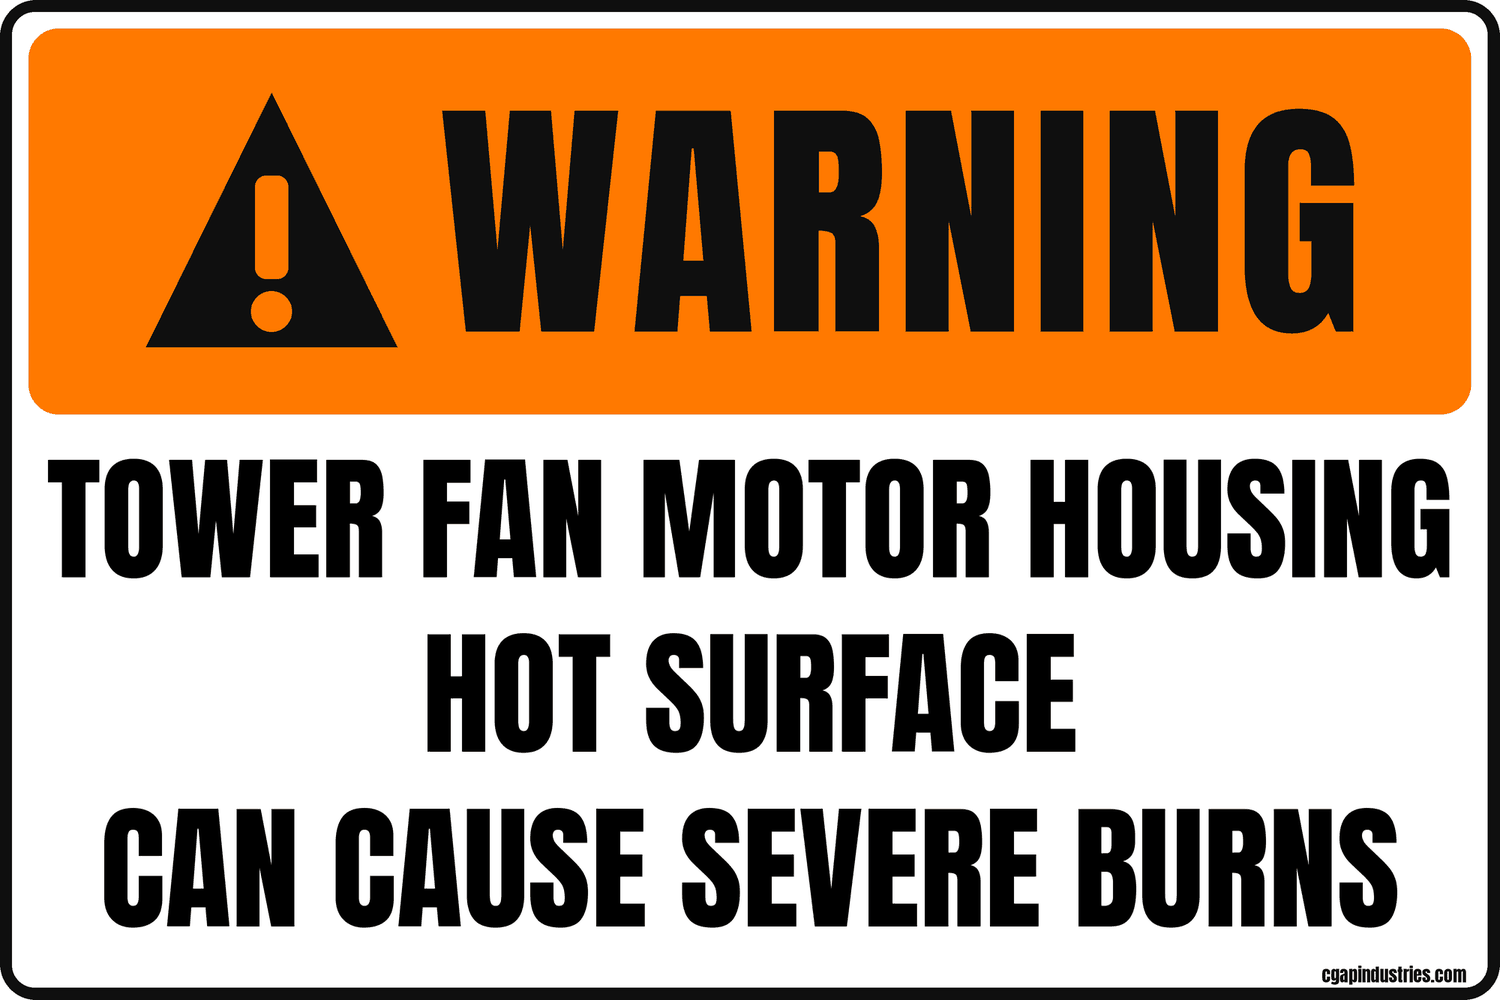 WARNING
TOWER FAN MOTOR HOUSING
HOT SURFACE
CAN CAUSE SEVERE BURNS
cgapindustries.com